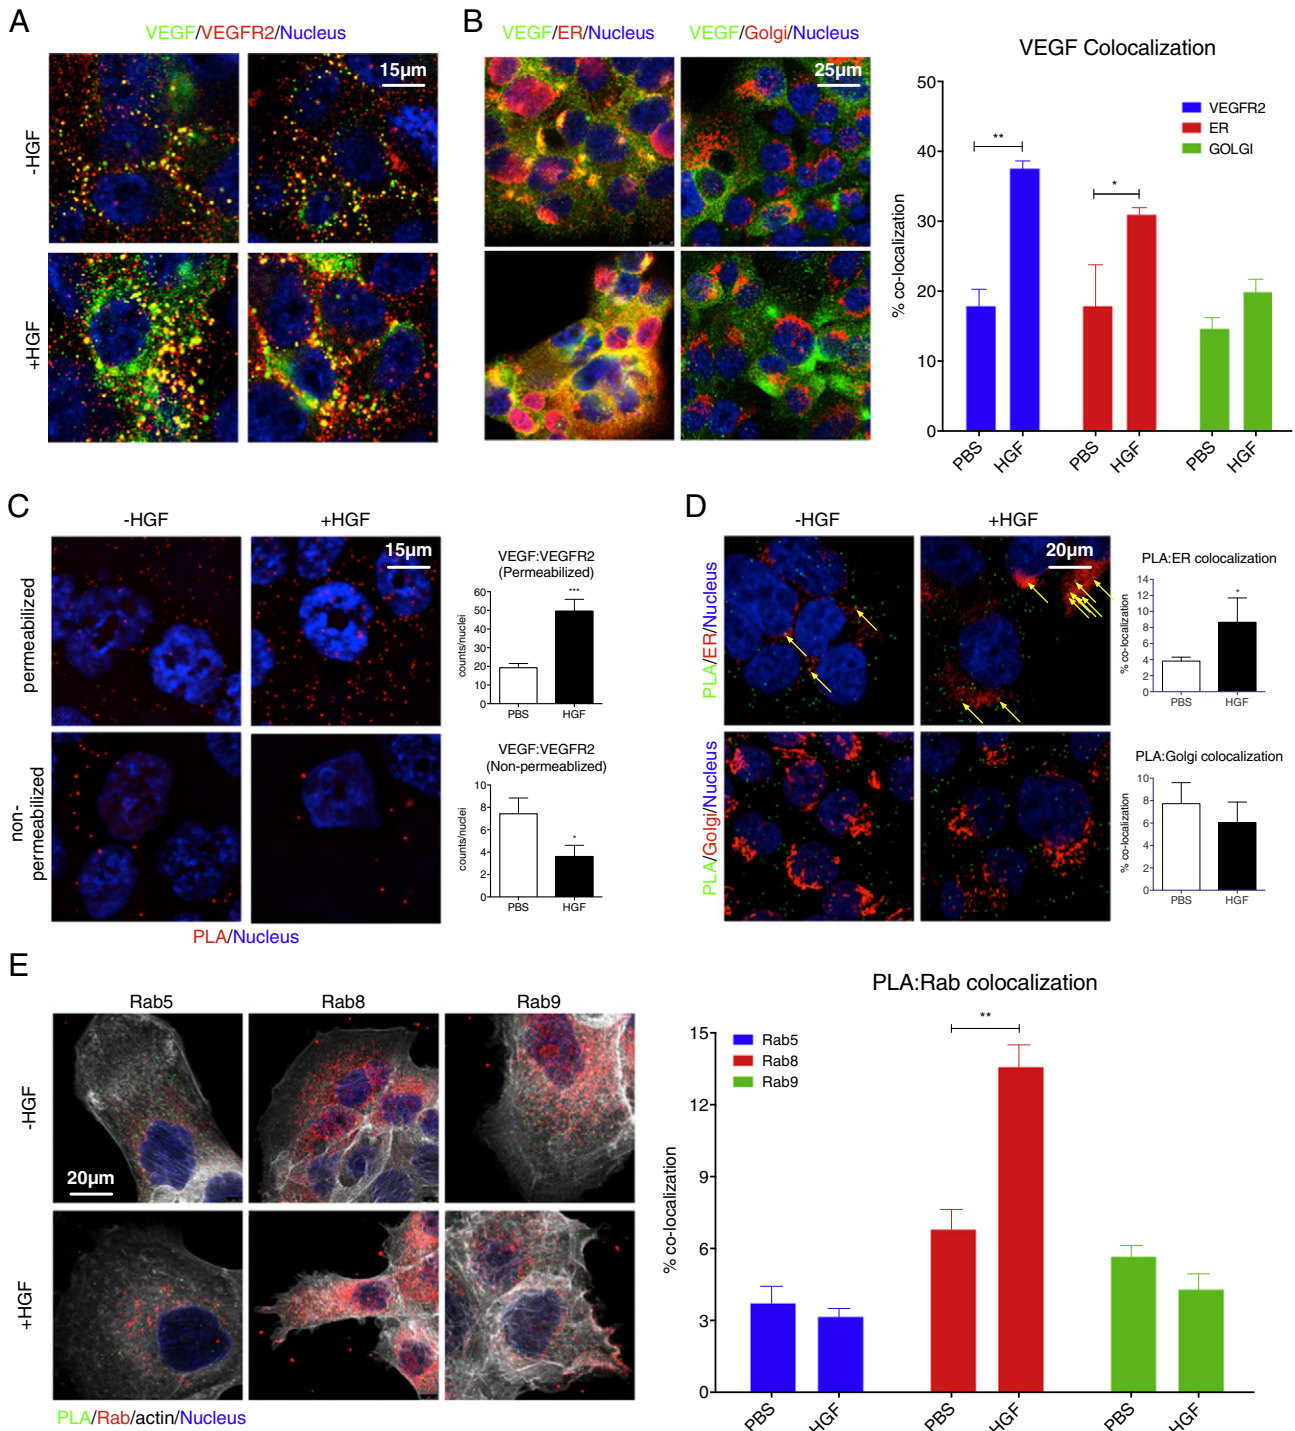 A
VEGF/VEGFR2/Nucleus
15µm
-HGF
+HGF
B
VEGF/ER/Nucleus
VEGF/Golgi/Nucleus
25µm
VEGF Colocalization
% co-localization
50
40
30
20
10
0
VEGFR2
ER
GOLGI
**
*
PBS
HGF
PBS
HGF
PBS
HGF
C
-HGF
+HGF
15µm
permeabilized
non-
permeabilized
PLA/Nucleus
VEGF:VEGFR2
(Permeabilized)
counts/nuclei
60
50
40
30
20
10
0
***
PBS
HGF
VEGF:VEGFR2
(Non-permeablized)
counts/nuclei
10
8
6
4
2
0
*
PBS
HGF
D
-HGF
+HGF
20µm
PLA/ER/Nucleus
PLA/Golgi/Nucleus
PLA:ER colocalization
% co-localization
14
12
10
8
6
4
2
0
*
PBS
HGF
PLA:Golgi colocalization
% co-localization
10
8
6
4
2
0
PBS
HGF
E
Rab5
Rab8
Rab9
-HGF
+HGF
20µm
PLA/Rab/actin/Nucleus
PLA:Rab colocalization
% co-localization
15
12
9
6
3
0
Rab5
Rab8
Rab9
**
PBS
HGF
PBS
HGF
PBS
HGF